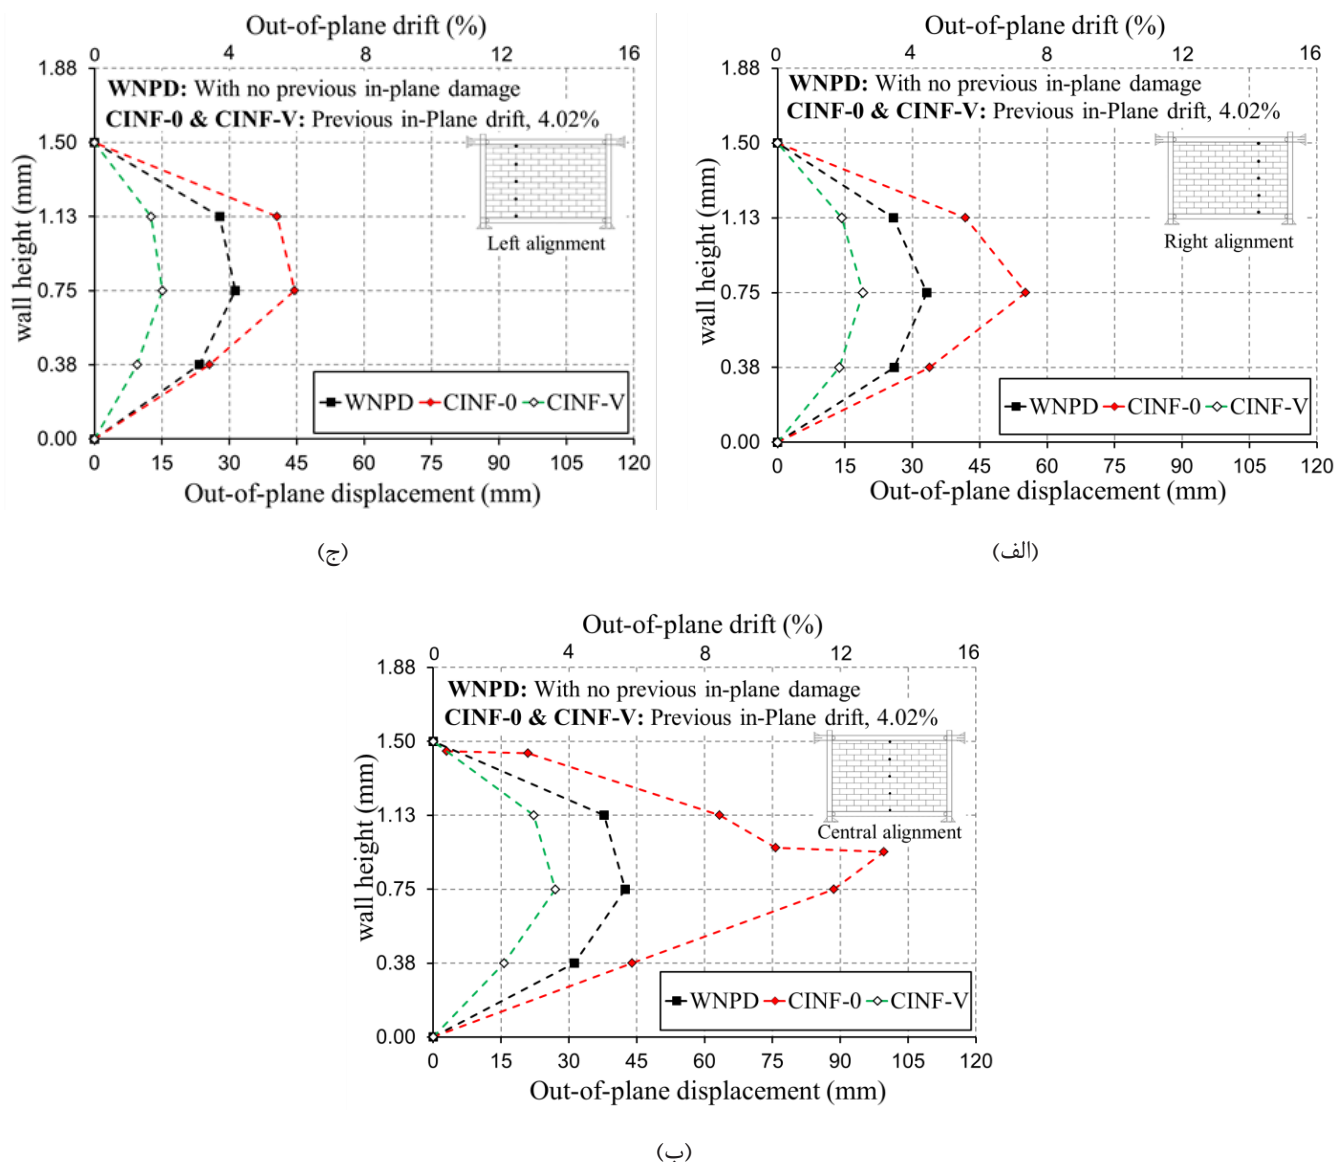 Out-of-plane drift (%)
0 4 8 12 16
1.88
WNPD: With no previous in-plane damage
CINF-0 & CINF-V: Previous in-Plane drift, 4.02%
1.50
1.13
0.75
0.38
0.00
wall height (mm)
Left alignment
WNPD CINF-0 CINF-V
0 15 30 45 60 75 90 105 120
Out-of-plane displacement (mm)
(ج)
Out-of-plane drift (%)
0 4 8 12 16
1.88
WNPD: With no previous in-plane damage
CINF-0 & CINF-V: Previous in-Plane drift, 4.02%
1.50
1.13
0.75
0.38
0.00
wall height (mm)
Right alignment
WNPD CINF-0 CINF-V
0 15 30 45 60 75 90 105 120
Out-of-plane displacement (mm)
(الف)
Out-of-plane drift (%)
0 4 8 12 16
1.88
WNPD: With no previous in-plane damage
CINF-0 & CINF-V: Previous in-Plane drift, 4.02%
1.50
1.13
0.75
0.38
0.00
wall height (mm)
Central alignment
WNPD CINF-0 CINF-V
0 15 30 45 60 75 90 105 120
Out-of-plane displacement (mm)
(ب)